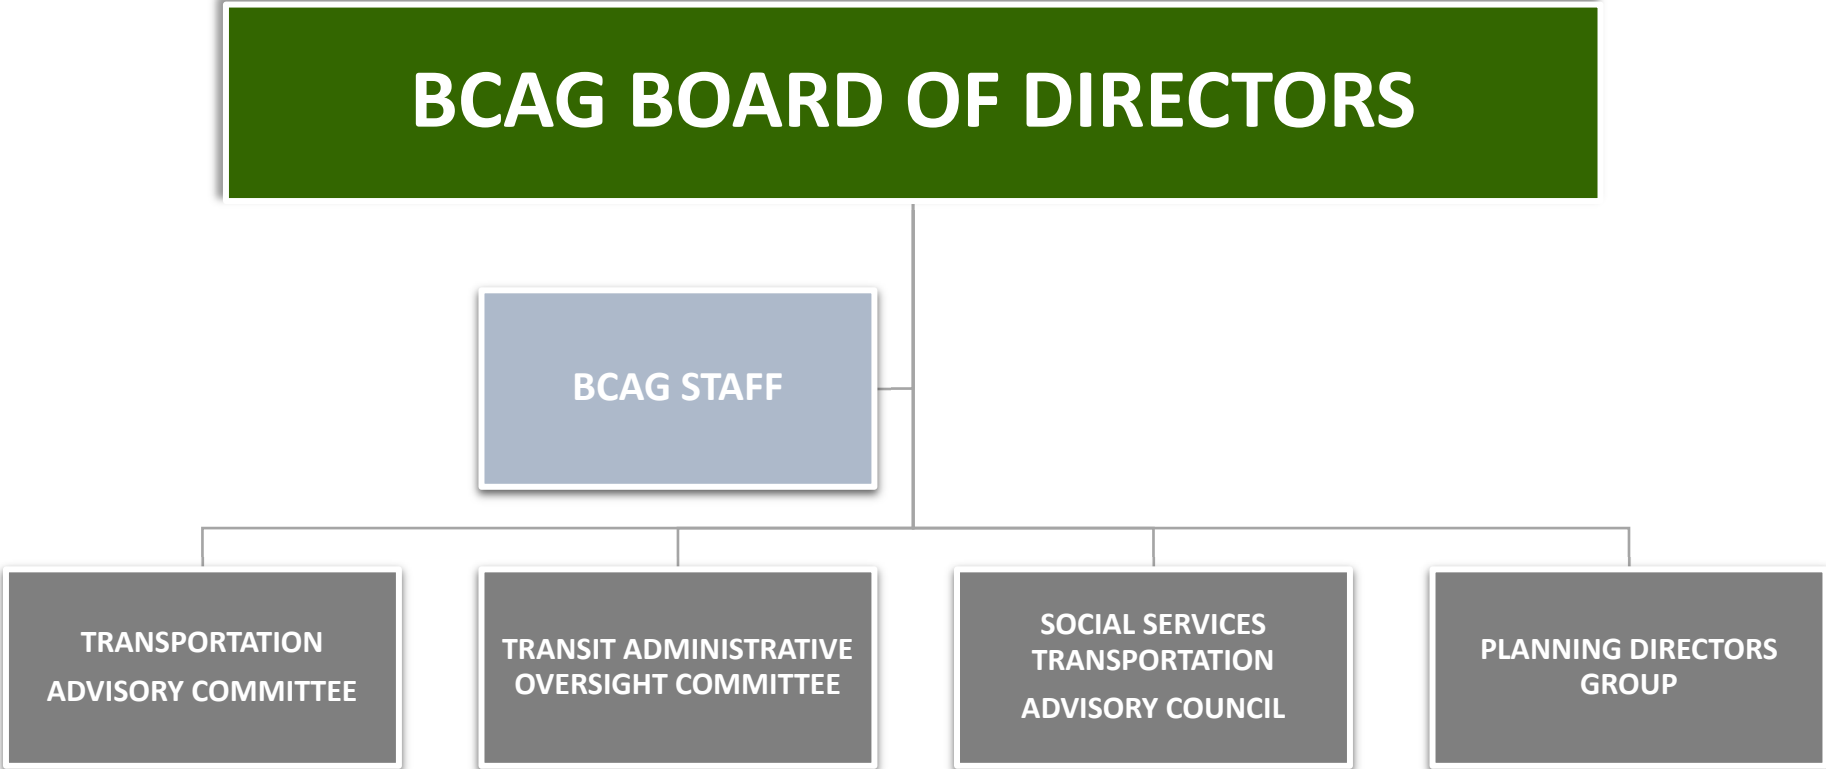 BCAG BOARD OF DIRECTORS
BCAG STAFF
TRANSPORTATION
ADVISORY COMMITTEE
TRANSIT ADMINISTRATIVE
OVERSIGHT COMMITTEE
SOCIAL SERVICES
TRANSPORTATION
ADVISORY COUNCIL
PLANNING DIRECTORS
GROUP